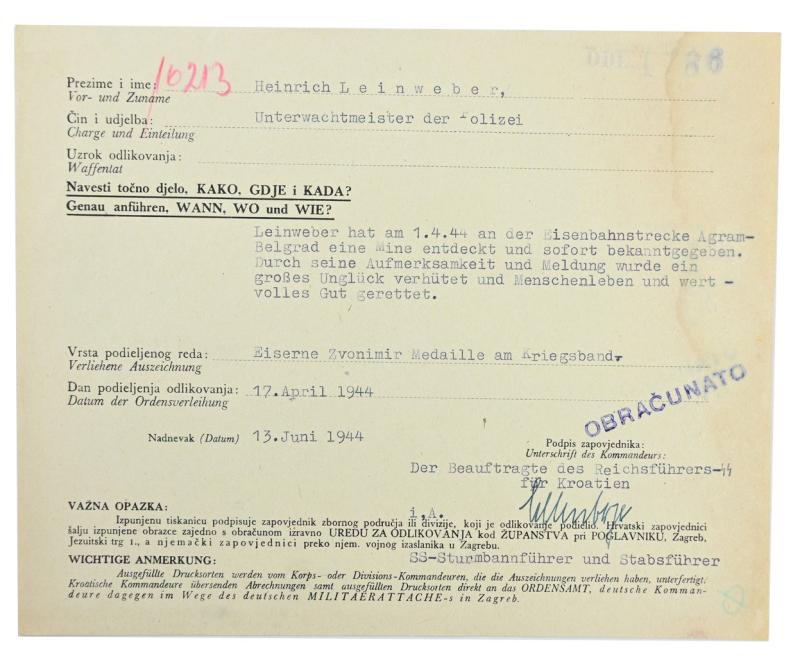 16213
88
Prezime i ime: Heinrich Leinweber,
Vor- und Zuname
Čin i udjelba: Unterwachtmeister der Polizei
Charge und Einteilung
Uzrok odlikovanja:
Waffentat
Navesti točno djelo, KAKO, GDJE i KADA?
Genau anführen, WANN, WO und WIE?
Leinweber hat am 1.4.44 an der Eisenbahnstrecke Agram-
Belgrad eine Mine entdeckt und sofort bekanntgegeben.
Durch seine Aufmerksamkeit und Meldung wurde ein
großes Unglück verhütet und Menschenleben und wert -
volles Gut gerettet.
Vrsta podieljenog reda: Eiserne Zvonimir Medaille am Kriegsband.
Verliehene Auszeichnung
Dan podieljenja odlikovanja: 17.April 1944
Datum der Ordensverleihung
OBRAČUNATO
Nadnevak (Datum) 13.Juni 1944
Podpis zapovjednika:
Unterschrift des Kommandeurs:
Der Beauftragte des Reichsführers-SS
für Kroatien
i.A.
VAŽNA OPAZKA:
Izpunjenu tiskanicu podpisuje zapovjednik zbornog područja ili divizije, koji je odlikovanje podielio. Hrvatski zapovjednici
šalju izpunjene obrazce zajedno s obračunom izravno UREDU ZA ODLIKOVANJA kod ŽUPANSTVA pri POGLAVNIKU, Zagreb,
Jezuitski trg 1., a njemački zapovjednici preko njem. vojnog izaslanika u Zagrebu.
WICHTIGE ANMERKUNG: SS-Sturmbannführer und Stabsführer
Ausgefüllte Drucksorten werden vom Korps- oder Divisions-Kommandeuren, die die Auszeichnungen verliehen haben, unterfertigt.
Kroatische Kommandeure übersenden Abrechnungen samt ausgefüllten Drucksorten direkt an das ORDENSAMT, deutsche Komman-
deure dagegen im Wege des deutschen MILITAERATTACHE-s in Zagreb.